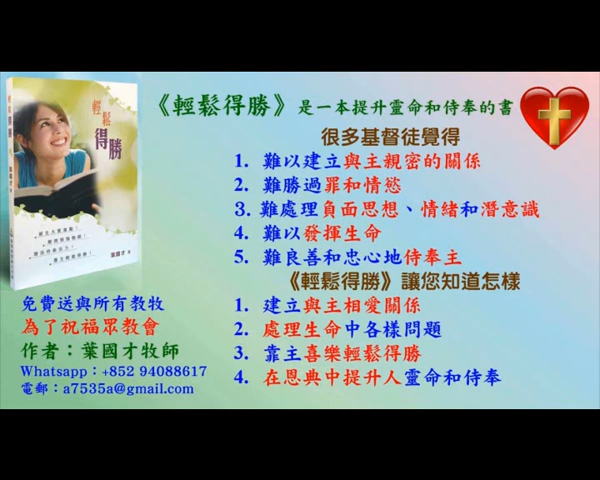 《輕鬆得勝》是一本提升靈命和侍奉的書
很多基督徒覺得
1. 難以建立與主親密的關係
2. 難勝過罪和情慾
3. 難處理負面思想、情緒和潛意識
4. 難以發揮生命
5. 難良善和忠心地侍奉主
《輕鬆得勝》讓您知道怎樣
1. 建立與主相愛關係
2. 處理生命中各樣問題
3. 靠主喜樂輕鬆得勝
4. 在恩典中提升人靈命和侍奉
輕鬆
得勝
輕鬆得勝
葉國才 著
免費送與所有教牧
為了祝福眾教會
作者：葉國才牧師
Whatsapp：+852 94088617
電郵：a7535a@gmail.com